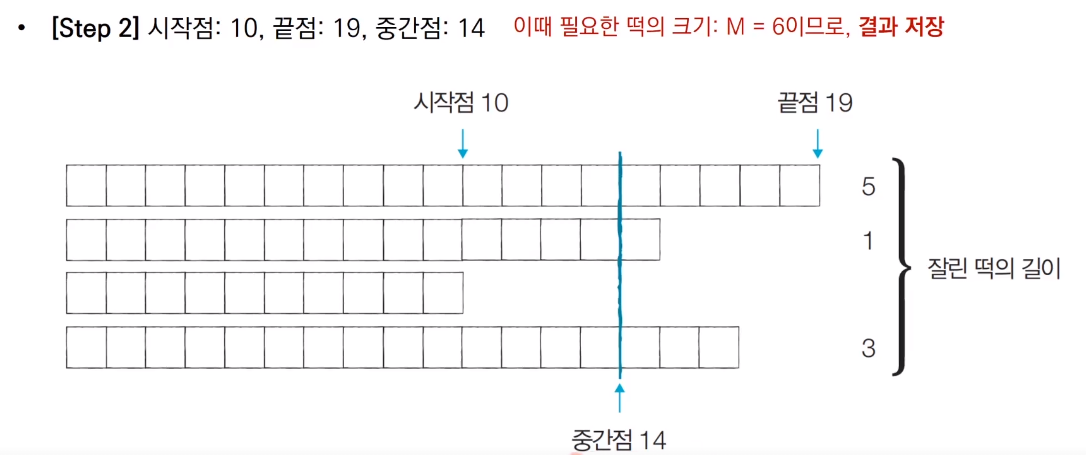 • [Step 2] 시작점: 10, 끝점: 19, 중간점: 14 이때 필요한 떡의 크기: M = 6이므로, 결과 저장
시작점 10
끝점 19
5
1
잘린 떡의 길이
3
중간점 14